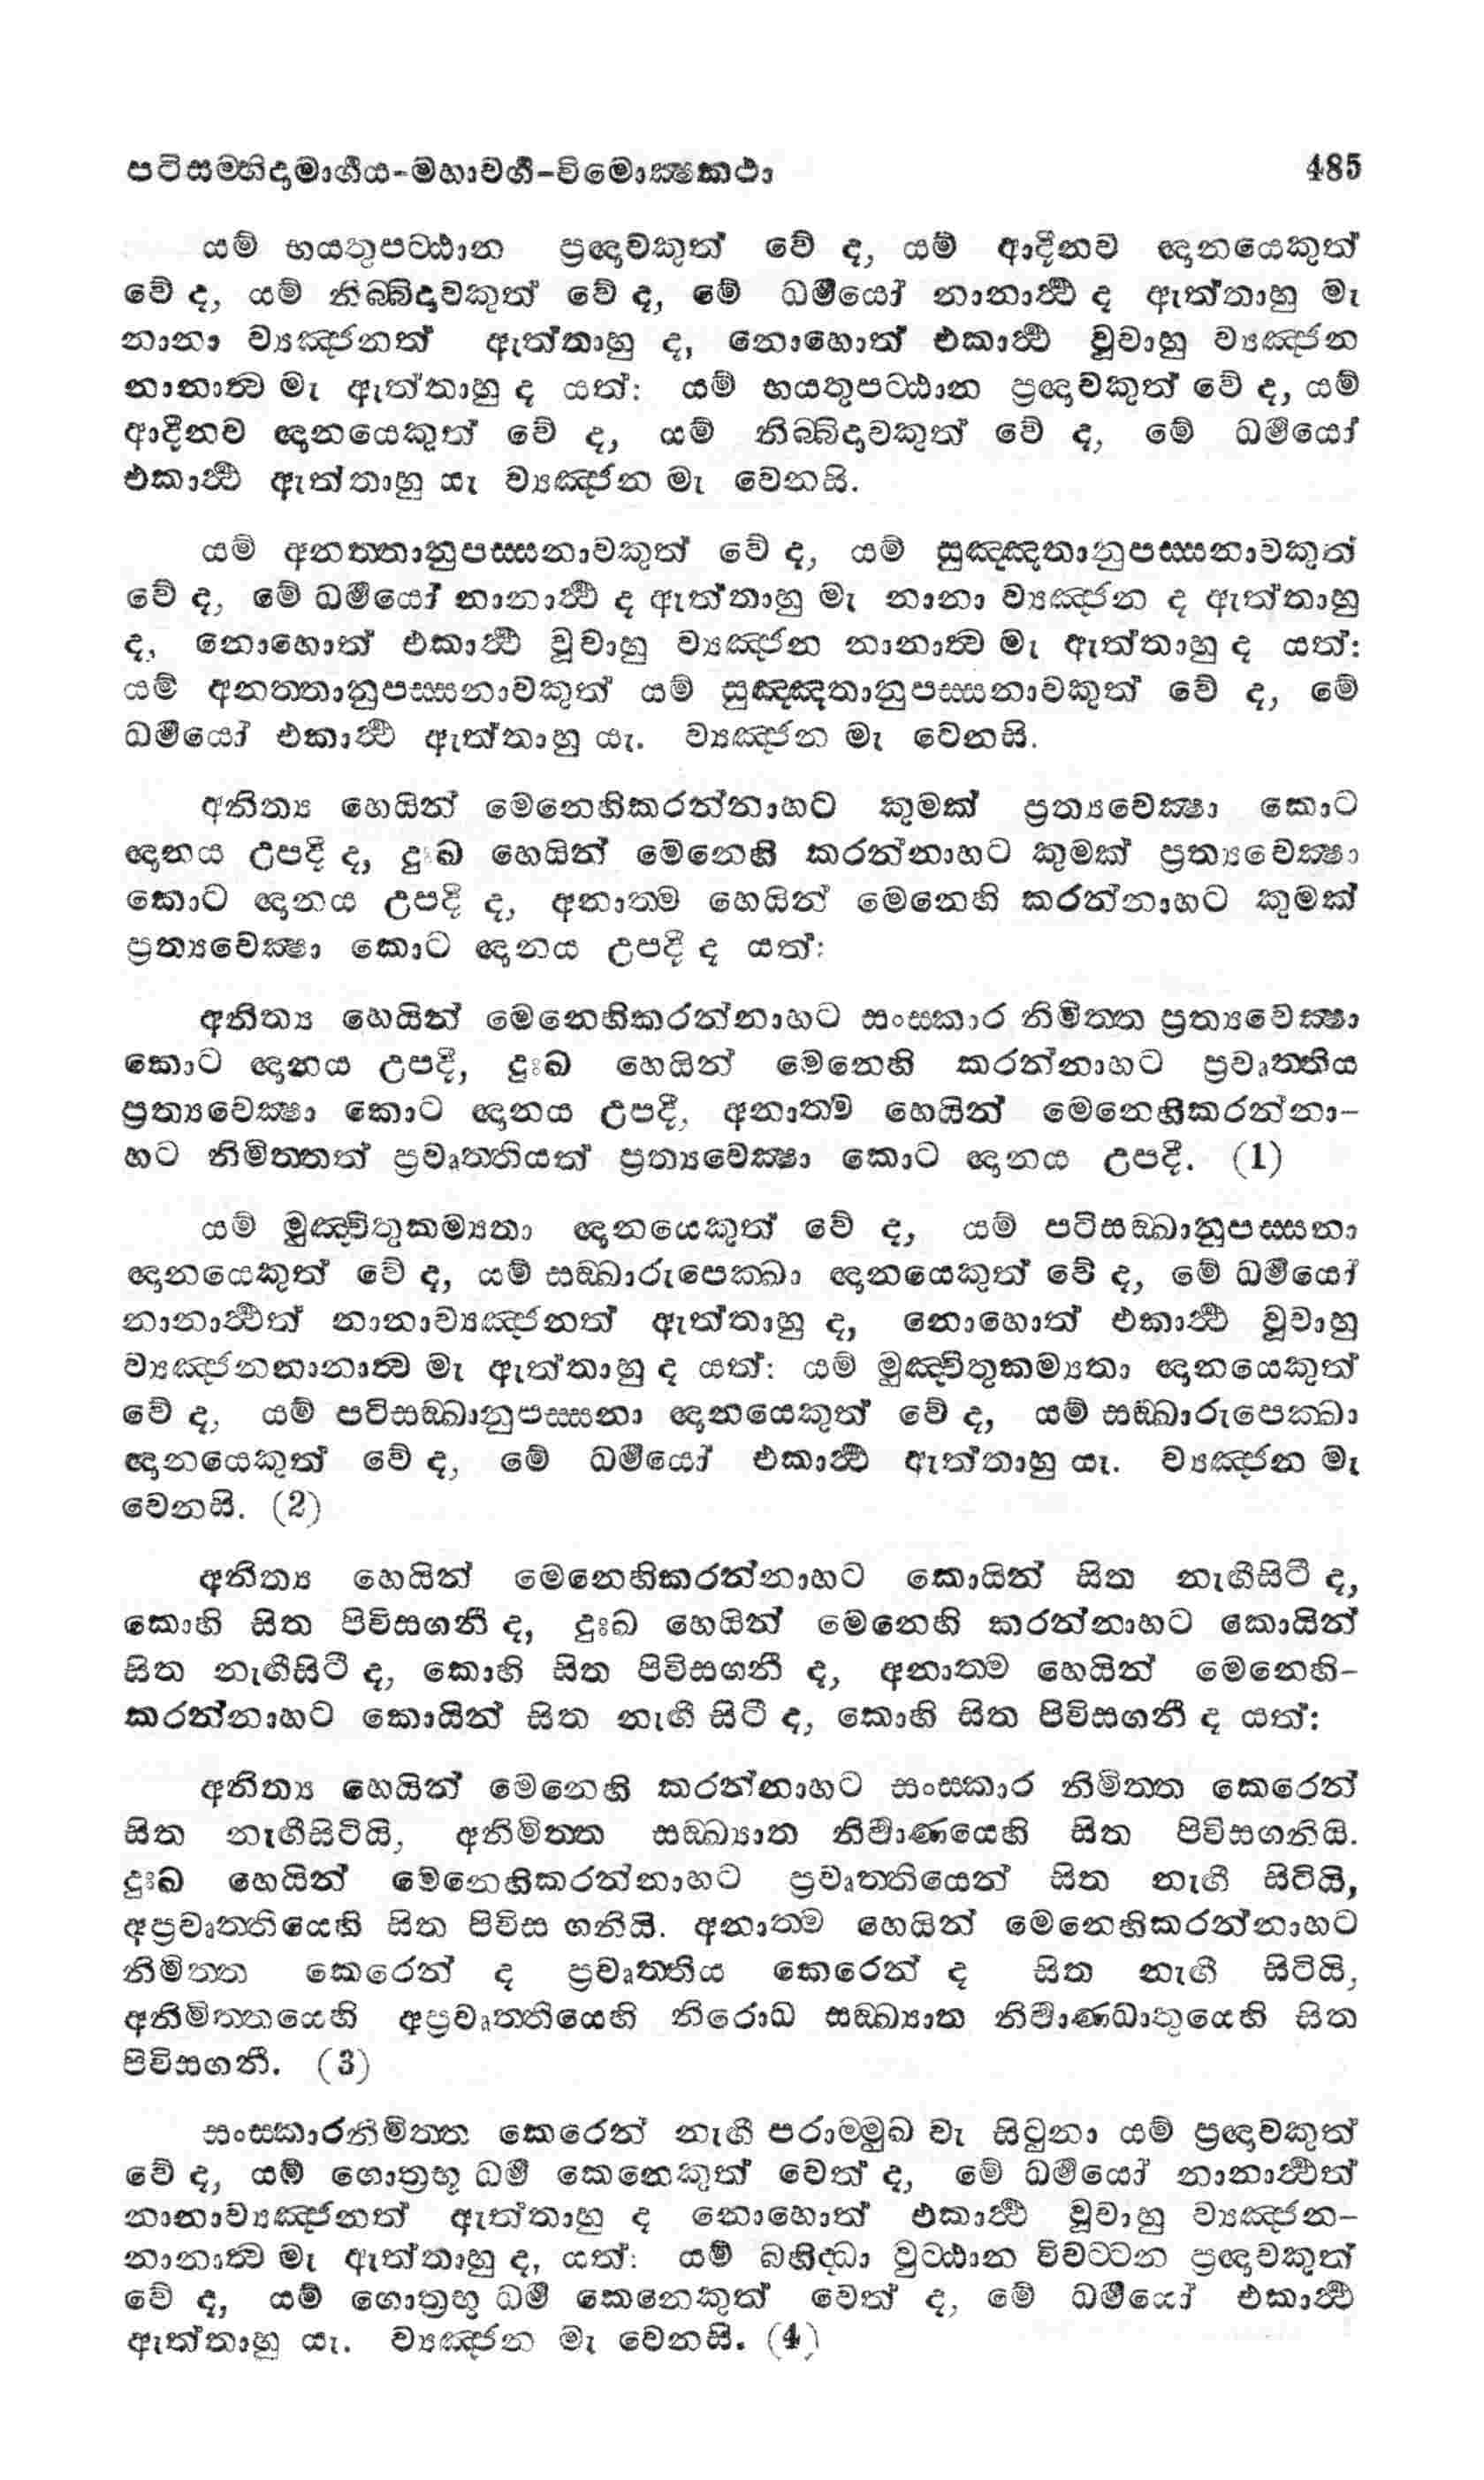 පටිසම්භිදාමාර්ගීය-මහාවර්ග-විමොක්ෂකථා 485
යම් භයතුපට්ඨාන ප්‍රඥාවකුත් වේ ද, යම් ආදීනව ඥානයෙකුත්
වේ ද, යම් නිබ්බිදාවකුත් වේ ද, මේ ධර්මයෝ නානාර්ථ ද ඇත්තාහු මැ
නානා ව්‍යඤ්ජනත් ඇත්තාහු ද, නොහොත් එකාර්ථ වූවාහු ව්‍යඤ්ජන
නානාත්ව මැ ඇත්තාහු ද යත්: යම් භයතුපට්ඨාන ප්‍රඥාවකුත් වේ ද, යම්
ආදීනව ඥානයෙකුත් වේ ද, යම් නිබ්බිදාවකුත් වේ ද, මේ ධර්මයෝ
එකාර්ථ ඇත්තාහු යැ ව්‍යඤ්ජන මැ වෙනසි.
යම් අනත්තානුපස්සනාවකුත් වේ ද, යම් සුඤ්ඤතානුපස්සනාවකුත්
වේ ද, මේ ධර්මයෝ නානාර්ථ ද ඇත්තාහු මැ නානා ව්‍යඤ්ජන ද ඇත්තාහු
ද, නොහොත් එකාර්ථ වූවාහු ව්‍යඤ්ජන නානාත්ව මැ ඇත්තාහු ද යත්:
යම් අනත්තානුපස්සනාවකුත් යම් සුඤ්ඤතානුපස්සනාවකුත් වේ ද, මේ
ධර්මයෝ එකාර්ථ ඇත්තාහු යැ. ව්‍යඤ්ජන මැ වෙනසි.
අනිත්‍ය හෙයින් මෙනෙහිකරන්නාහට කුමක් ප්‍රත්‍යවෙක්ෂා කොට
ඥානය උපදී ද, දුඃඛ හෙයින් මෙනෙහි කරන්නාහට කුමක් ප්‍රත්‍යවෙක්ෂා
කොට ඥානය උපදී ද, අනාත්ම හෙයින් මෙනෙහි කරන්නාහට කුමක්
ප්‍රත්‍යවෙක්ෂා කොට ඥානය උපදී ද යත්:
අනිත්‍ය හෙයින් මෙනෙහිකරන්නාහට සංස්කාර නිමිත්ත ප්‍රත්‍යවෙක්ෂා
කොට ඥානය උපදී, දුඃඛ හෙයින් මෙනෙහි කරන්නාහට ප්‍රවෘත්තිය
ප්‍රත්‍යවෙක්ෂා කොට ඥානය උපදී, අනාත්ම හෙයින් මෙනෙහිකරන්නා-
හට නිමිත්තත් ප්‍රවෘත්තියත් ප්‍රත්‍යවෙක්ෂා කොට ඥානය උපදී. (1)
යම් මුඤ්චිතුකම්‍යතා ඥානයෙකුත් වේ ද, යම් පටිසඞ්ඛානුපස්සනා
ඥානයෙකුත් වේ ද, යම් සඞ්ඛාරුපෙක්ඛා ඥානයෙකුත් වේ ද, මේ ධර්මයෝ
නානාර්ථත් නානාව්‍යඤ්ජනත් ඇත්තාහු ද, නොහොත් එකාර්ථ වූවාහු
ව්‍යඤ්ජනනානාත්ව මැ ඇත්තාහු ද යත්: යම් මුඤ්චිතුකම්‍යතා ඥානයෙකුත්
වේ ද, යම් පටිසඞ්ඛානුපස්සනා ඥානයෙකුත් වේ ද, යම් සඞ්ඛාරුපෙක්ඛා
ඥානයෙකුත් වේ ද, මේ ධර්මයෝ එකාර්ථ ඇත්තාහු යැ. ව්‍යඤ්ජන මැ
වෙනසි. (2)
අනිත්‍ය හෙයින් මෙනෙහිකරන්නාහට කොයින් සිත නැඟීසිටී ද,
කොහි සිත පිවිසගනී ද, දුඃඛ හෙයින් මෙනෙහි කරන්නාහට කොයින්
සිත නැඟීසිටී ද, කොහි සිත පිවිසගනී ද, අනාත්ම හෙයින් මෙනෙහි-
කරන්නාහට කොයින් සිත නැඟී සිටී ද, කොහි සිත පිවිසගනී ද යත්:
අනිත්‍ය හෙයින් මෙනෙහි කරන්නාහට සංස්කාර නිමිත්ත කෙරෙන්
සිත නැඟීසිටියි, අනිමිත්ත සඞ්ඛ්‍යාත නිර්වාණයෙහි සිත පිවිසගනියි.
දුඃඛ හෙයින් මෙනෙහිකරන්නාහට ප්‍රවෘත්තියෙන් සිත නැඟී සිටියි,
අප්‍රවෘත්තියෙහි සිත පිවිස ගනියි. අනාත්ම හෙයින් මෙනෙහිකරන්නාහට
නිමිත්ත කෙරෙන් ද ප්‍රවෘත්තිය කෙරෙන් ද සිත නැඟී සිටියි,
අනිමිත්තයෙහි අප්‍රවෘත්තියෙහි නිරොධ සඞ්ඛ්‍යාත නිර්වාණධාතුයෙහි සිත
පිවිසගනී. (3)
සංස්කාරනිමිත්ත කෙරෙන් නැඟී පරාම්මුඛ වැ සිටුනා යම් ප්‍රඥාවකුත්
වේ ද, යම් ගොත්‍රභූ ධර්ම කෙනෙකුත් වෙත් ද, මේ ධර්මයෝ නානාර්ථත්
නානාව්‍යඤ්ජනත් ඇත්තාහු ද නොහොත් එකාර්ථ වූවාහු ව්‍යඤ්ජන-
නානාත්ව මැ ඇත්තාහු ද, යත්: යම් බහිද්ධා වුට්ඨාන විවට්ටන ප්‍රඥාවකුත්
වේ ද, යම් ගොත්‍රභූ ධර්ම කෙනෙකුත් වෙත් ද, මේ ධර්මයෝ එකාර්ථ
ඇත්තාහු යැ. ව්‍යඤ්ජන මැ වෙනසි. (4)